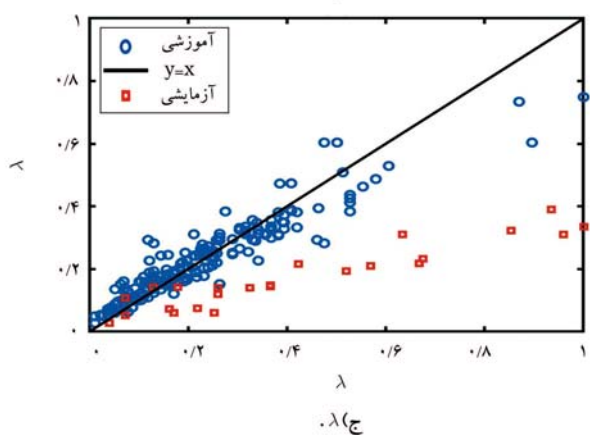 ۱
۰/۸
۰/۶
۰/۴
۰/۲
۰
λ
آموزشی
y=x
آزمایشی
۰ ۰/۲ ۰/۴ ۰/۶ ۰/۸ ۱
λ
ج) λ.